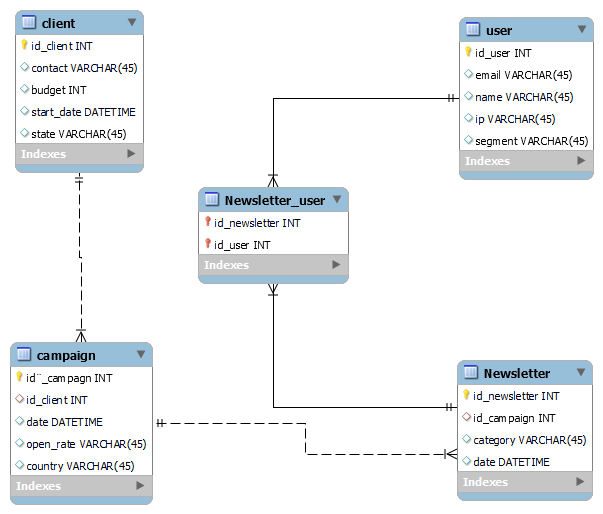 client
id_client INT
contact VARCHAR(45)
budget INT
start_date DATETIME
state VARCHAR(45)
Indexes
user
id_user INT
email VARCHAR(45)
name VARCHAR(45)
ip VARCHAR(45)
segment VARCHAR(45)
Indexes
Newsletter_user
id_newsletter INT
id_user INT
Indexes
campaign
id¨_campagn INT
id_client INT
date DATETIME
open_rate VARCHAR(45)
country VARCHAR(45)
Indexes
Newsletter
id_newsletter INT
id_campaign INT
category VARCHAR(45)
date DATETIME
Indexes